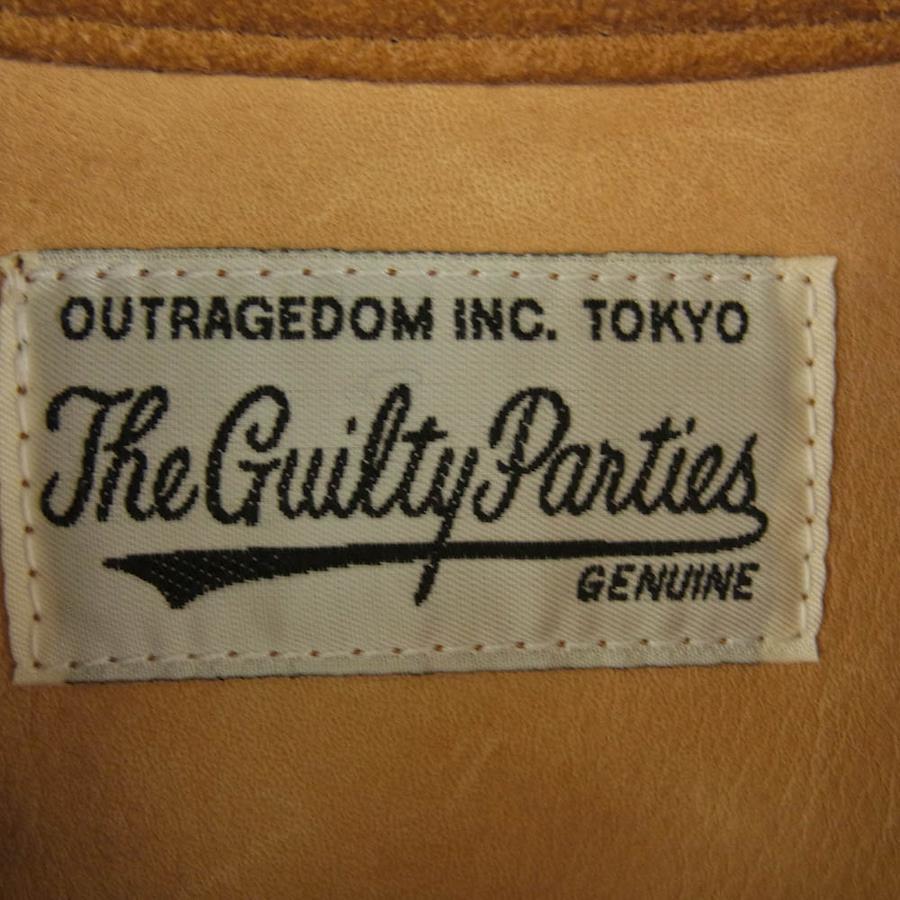 OUTRAGEDOM INC. TOKYO
The Guilty Parties
GENUINE